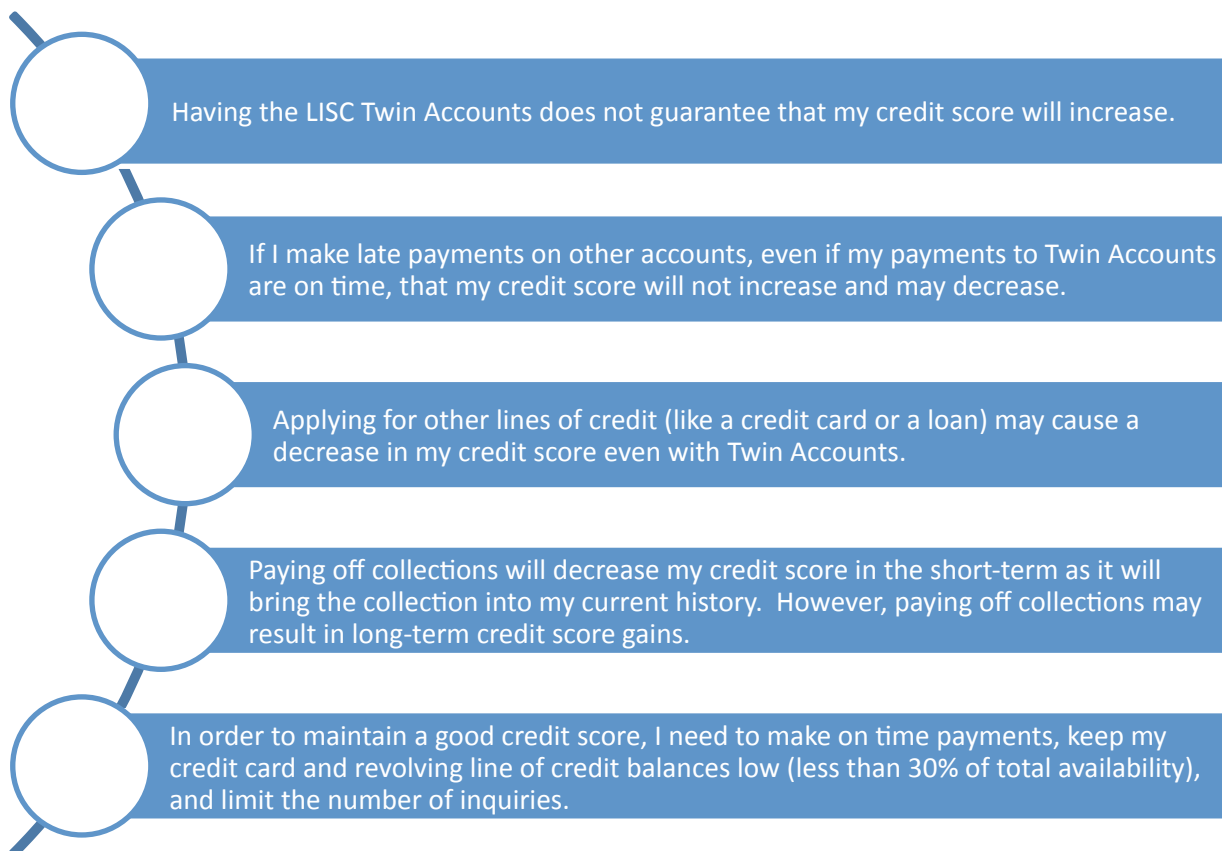 Having the LISC Twin Accounts does not guarantee that my credit score will increase.
If I make late payments on other accounts, even if my payments to Twin Accounts
are on time, that my credit score will not increase and may decrease.
Applying for other lines of credit (like a credit card or a loan) may cause a
decrease in my credit score even with Twin Accounts.
Paying off collections will decrease my credit score in the short-term as it will
bring the collection into my current history.  However, paying off collections may
result in long-term credit score gains.
In order to maintain a good credit score, I need to make on time payments, keep my
credit card and revolving line of credit balances low (less than 30% of total availability),
and limit the number of inquiries.